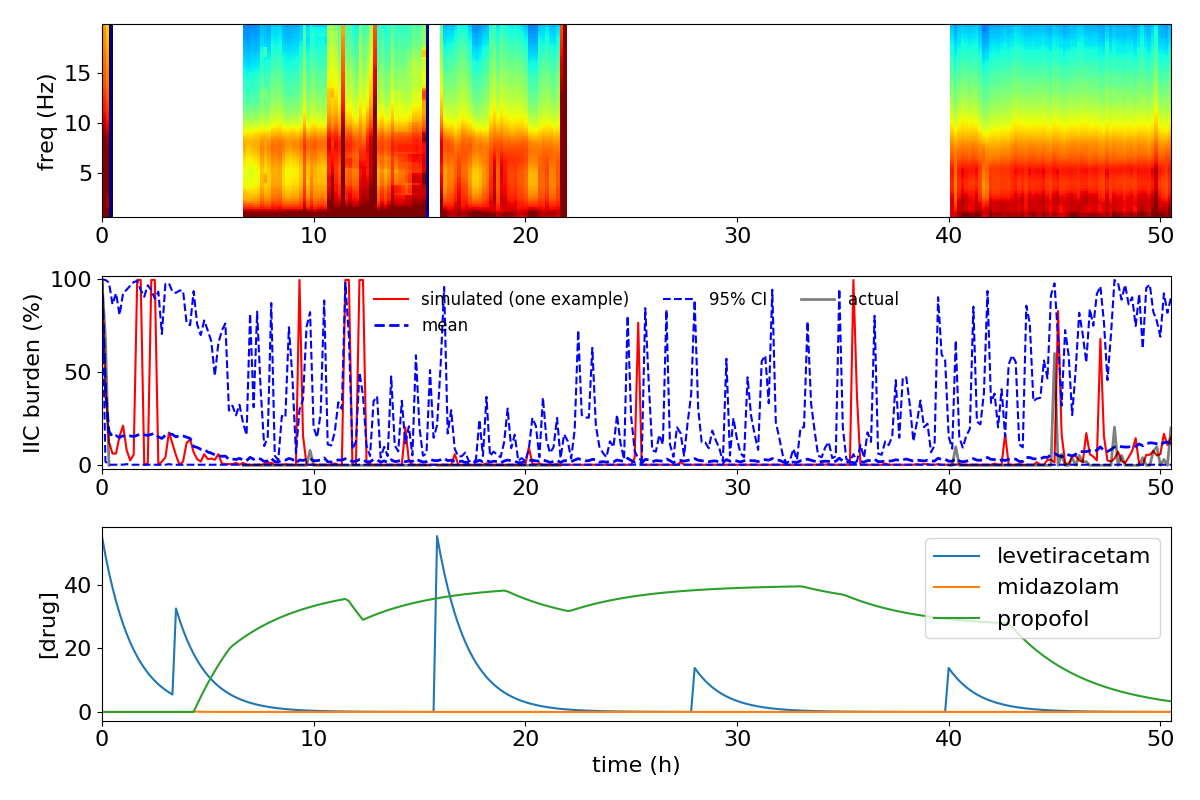 freq (Hz)
15
10
5
0 10 20 30 40 50
IIC burden (%)
100
50
0
simulated (one example) 95% CI actual
mean
0 10 20 30 40 50
[drug]
40
20
0
levetiracetam
midazolam
propofol
0 10 20 30 40 50
time (h)